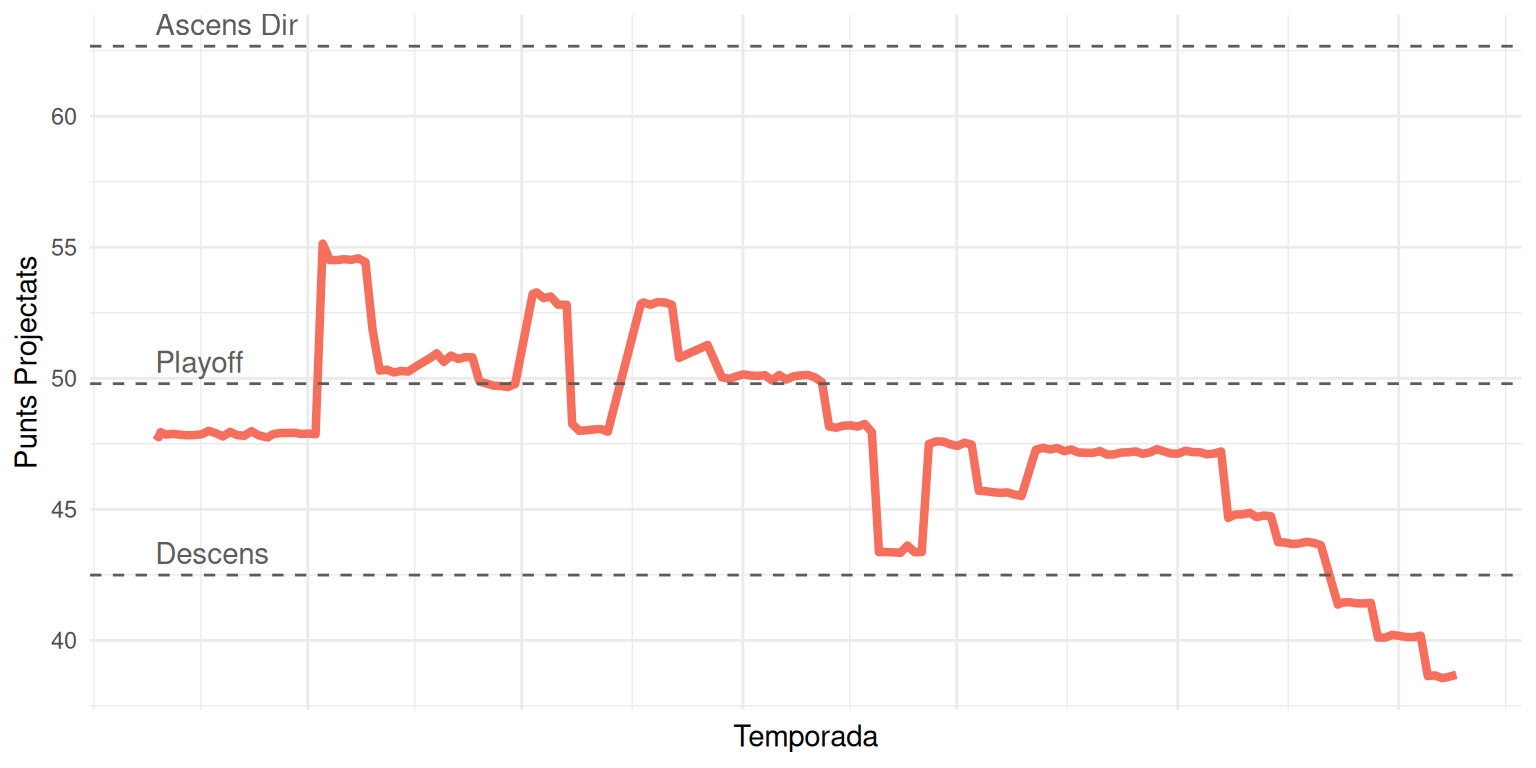 Ascens Dir
60
55
Playoff
50
45
Descens
40
Punts Projectats
Temporada